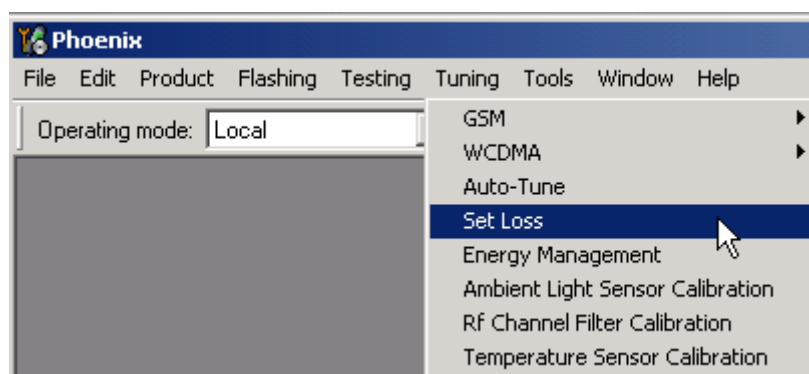 Phoenix
File Edit Product Flashing Testing Tuning Tools Window Help
Operating mode: Local
GSM
WCDMA
Auto-Tune
Set Loss
Energy Management
Ambient Light Sensor Calibration
Rf Channel Filter Calibration
Temperature Sensor Calibration